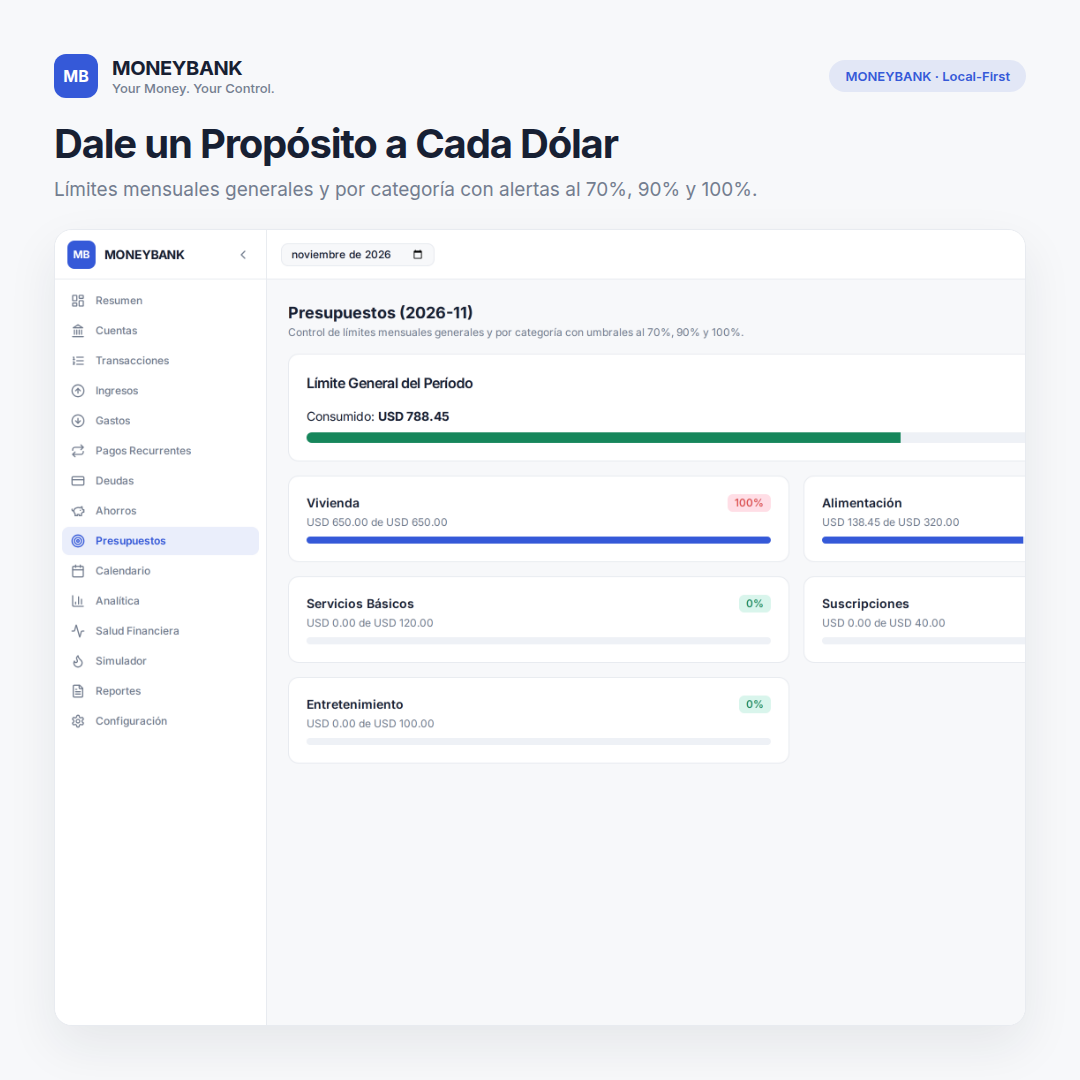 MB
MONEYBANK
Your Money. Your Control.
MONEYBANK · Local-First
Dale un Propósito a Cada Dólar
Límites mensuales generales y por categoría con alertas al 70%, 90% y 100%.
MB
MONEYBANK
noviembre de 2026
Resumen
Cuentas
Transacciones
Ingresos
Gastos
Pagos Recurrentes
Deudas
Ahorros
Presupuestos
Calendario
Analítica
Salud Financiera
Simulador
Reportes
Configuración
Presupuestos (2026-11)
Control de límites mensuales generales y por categoría con umbrales al 70%, 90% y 100%.
Límite General del Período
Consumido: USD 788.45
Vivienda
100%
USD 650.00 de USD 650.00
Alimentación
USD 138.45 de USD 320.00
Servicios Básicos
0%
USD 0.00 de USD 120.00
Suscripciones
USD 0.00 de USD 40.00
Entretenimiento
0%
USD 0.00 de USD 100.00